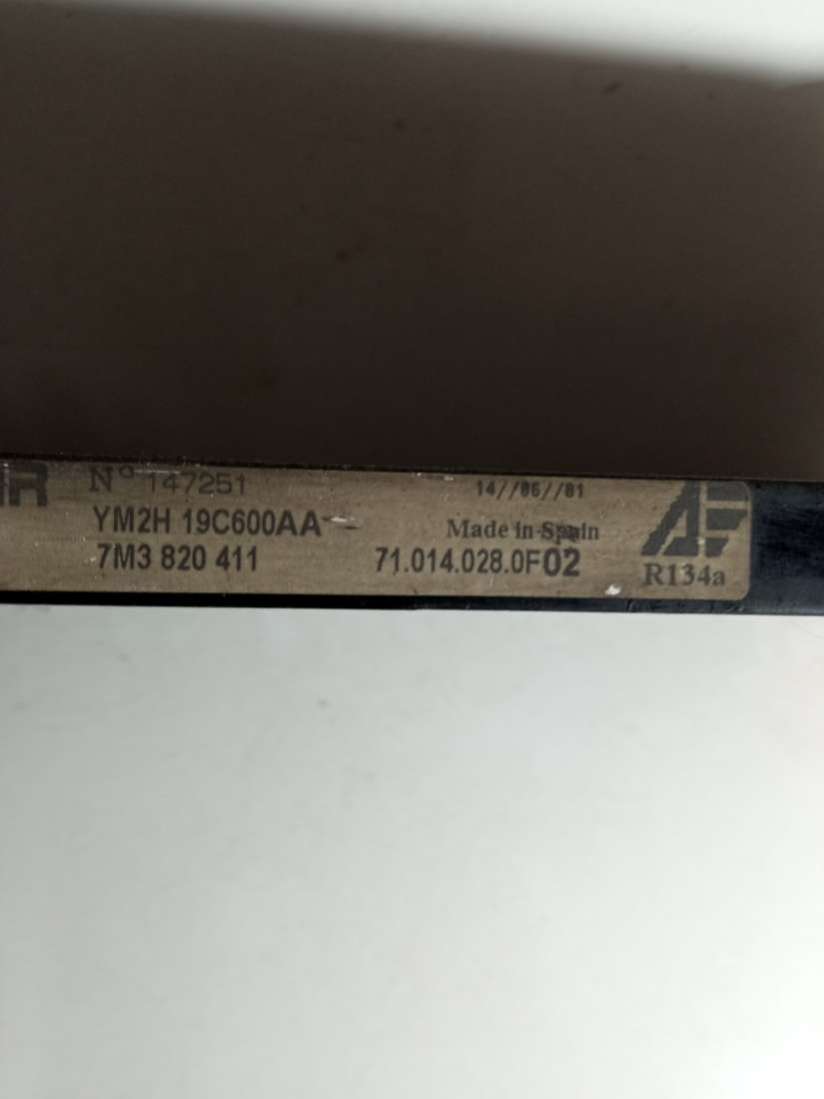 N° 147251
14//06//01
YM2H 19C600AA
Made in Spain
7M3 820 411
71.014.028.0F02
R134a